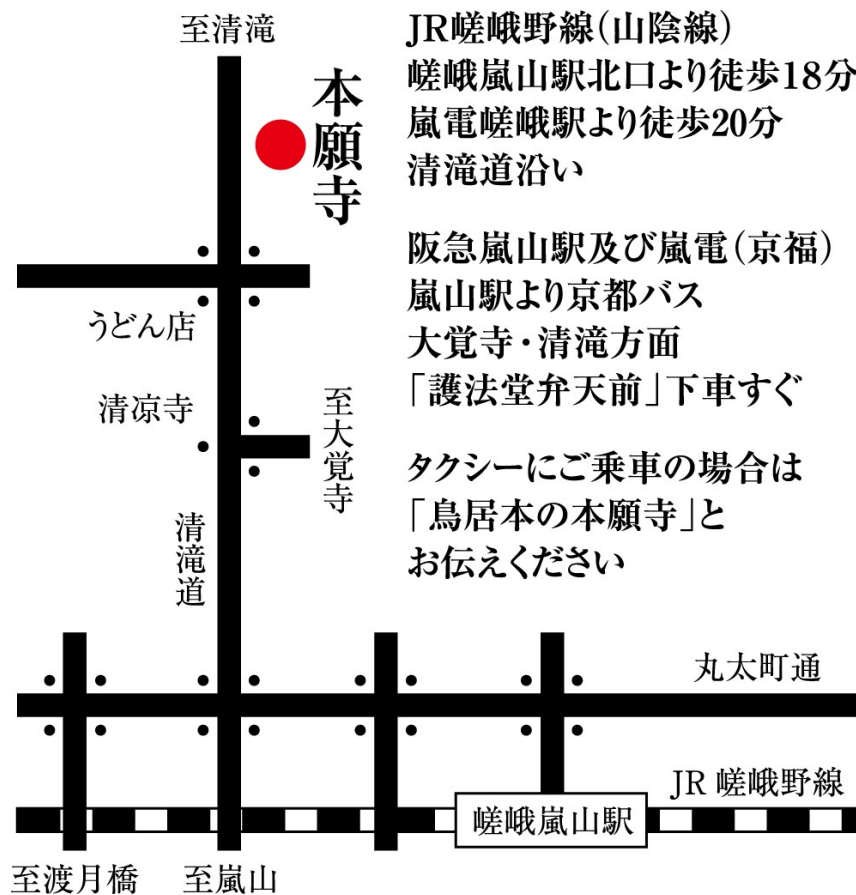 至清滝
本願寺
JR嵯峨野線(山陰線)
嵯峨嵐山駅北口より徒歩18分
嵐電嵯峨駅より徒歩20分
清滝道沿い
阪急嵐山駅及び嵐電(京福)
嵐山駅より京都バス
大覚寺・清滝方面
「護法堂弁天前」下車すぐ
タクシーにご乗車の場合は
「鳥居本の本願寺」と
お伝えください
うどん店
清凉寺
至大覚寺
清滝道
丸太町通
JR 嵯峨野線
嵯峨嵐山駅
至渡月橋
至嵐山